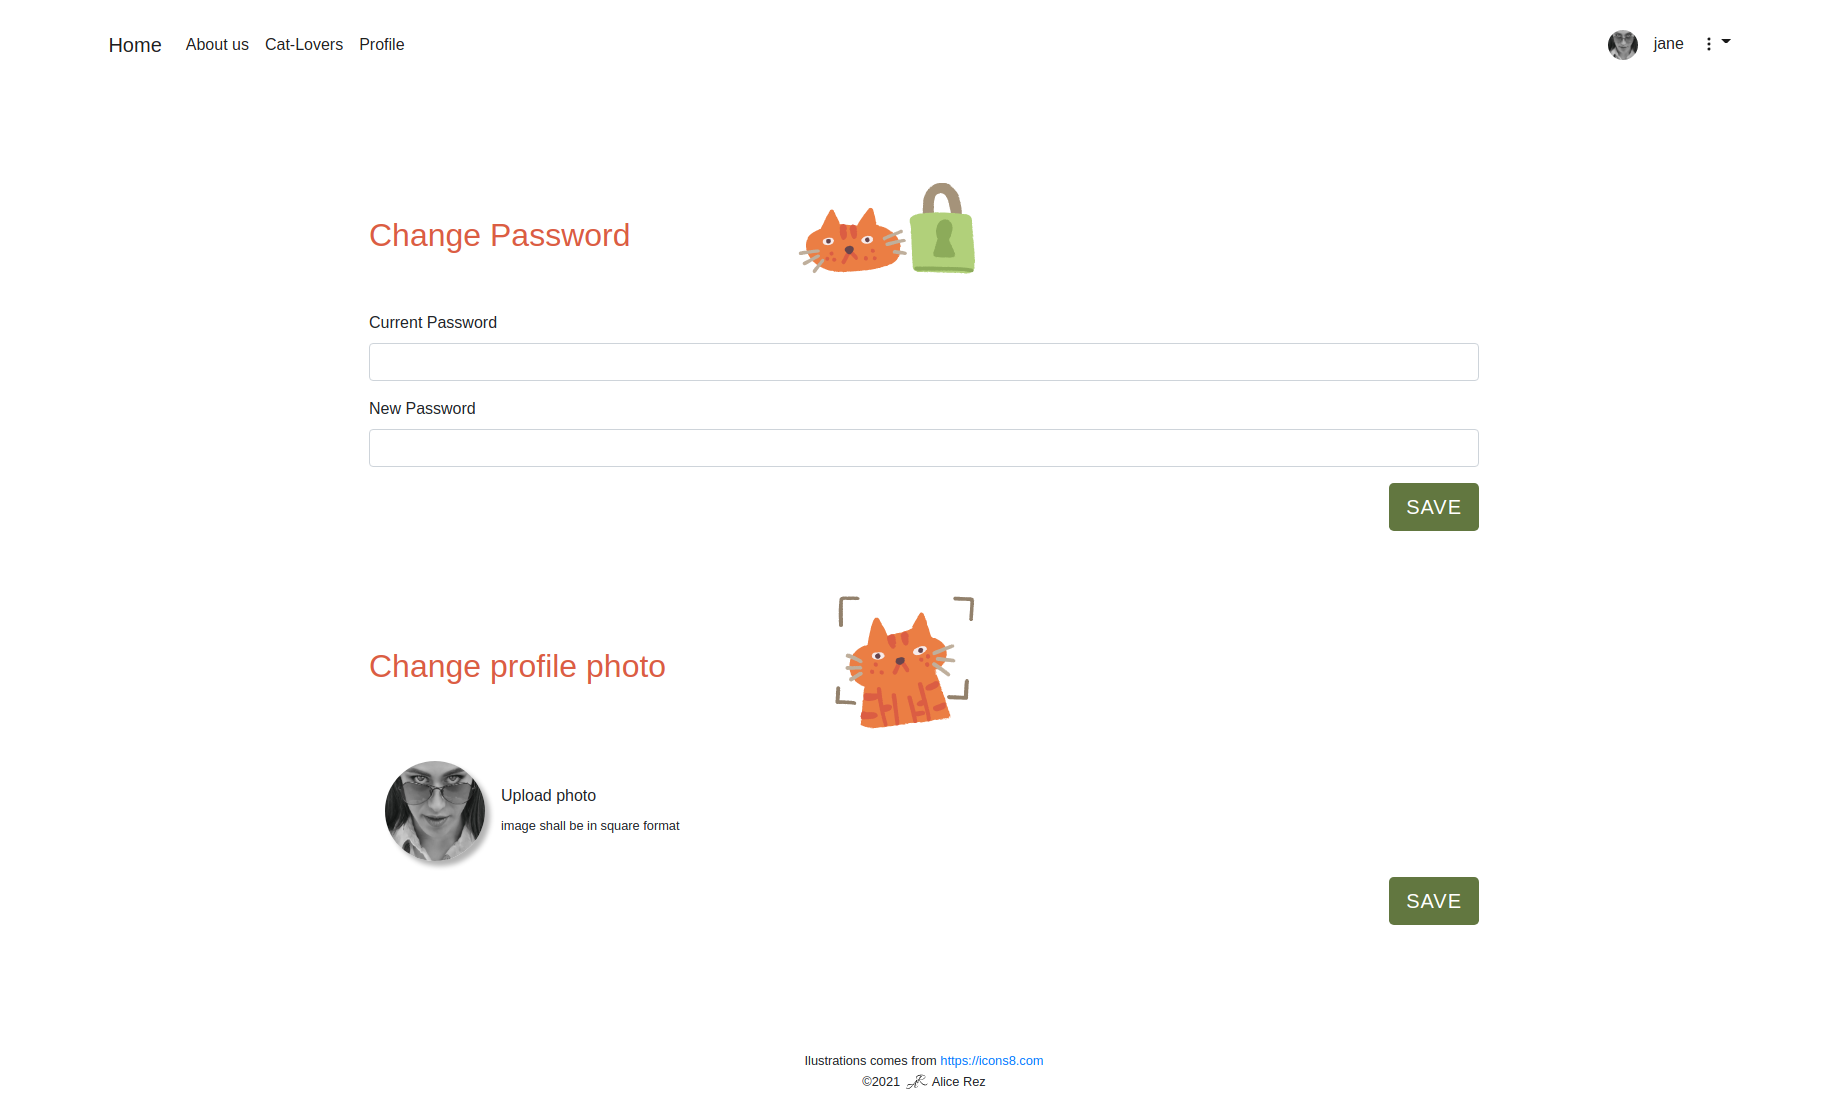 Home About us Cat-Lovers Profile jane
Change Password
Current Password
New Password
SAVE
Change profile photo
Upload photo
image shall be in square format
SAVE
Ilustrations comes from https://icons8.com
©2021 AR Alice Rez